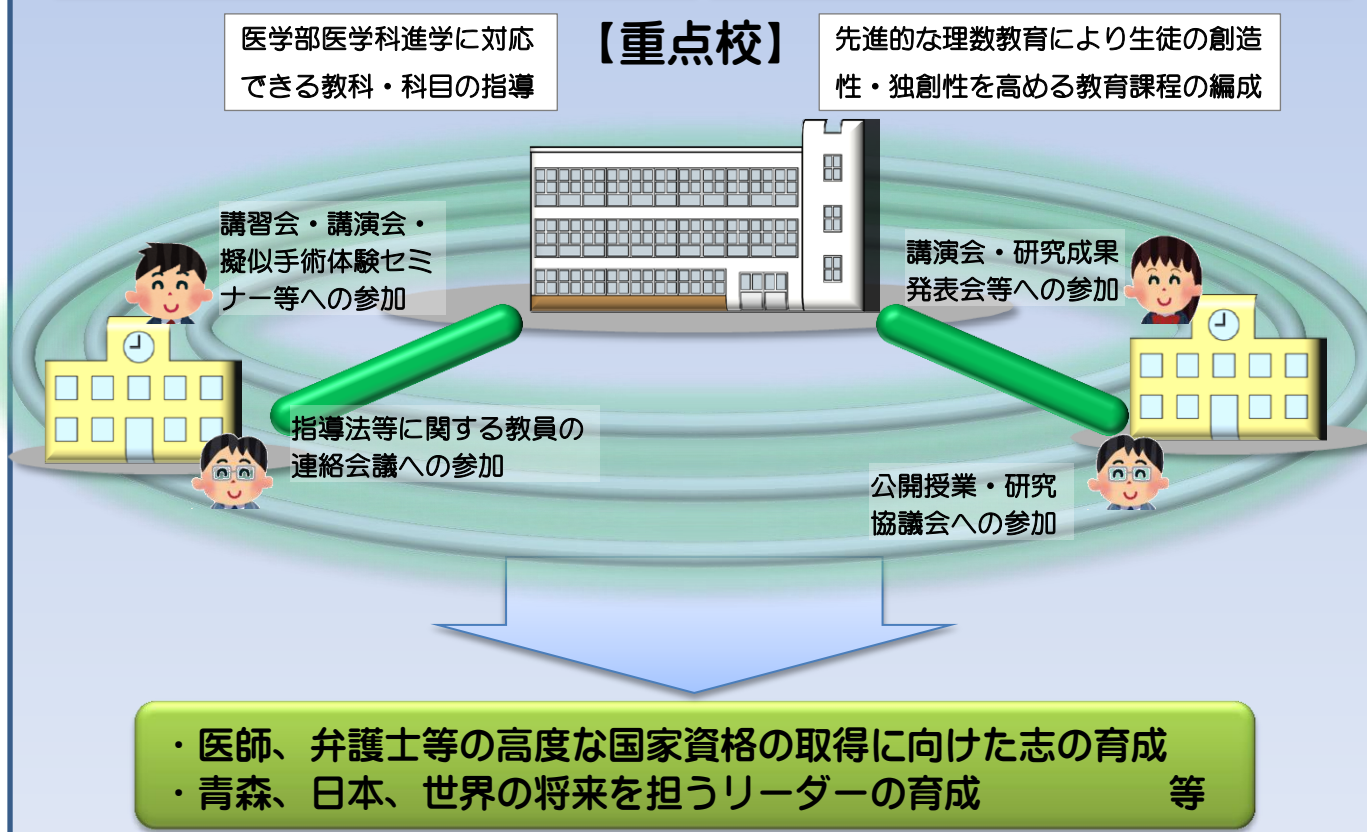 医学部医学科進学に対応
できる教科・科目の指導
【重点校】
先進的な理数教育により生徒の創造
性・独創性を高める教育課程の編成
講習会・講演会・
擬似手術体験セミ
ナー等への参加
講演会・研究成果
発表会等への参加
指導法等に関する教員の
連絡会議への参加
公開授業・研究
協議会への参加
・医師、弁護士等の高度な国家資格の取得に向けた志の育成
・青森、日本、世界の将来を担うリーダーの育成　　　　　　等